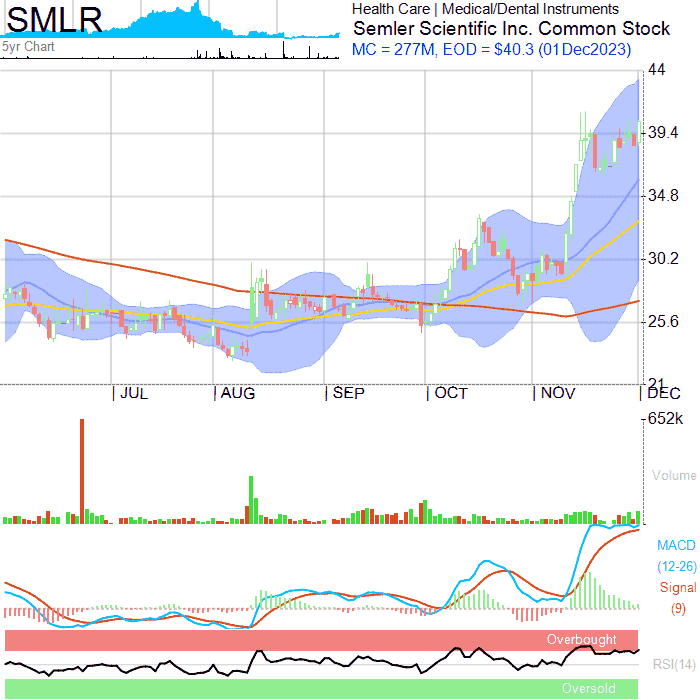 SMLR
Health Care | Medical/Dental Instruments
Semler Scientific Inc. Common Stock
MC = 277M, EOD = $40.3 (01Dec2023)
5yr Chart
44
39.4
34.8
30.2
25.6
21
| JUL | AUG | SEP | OCT | NOV | DEC
652k
Volume
MACD
(12-26)
Signal
(9)
Overbought
RSI(14)
Oversold